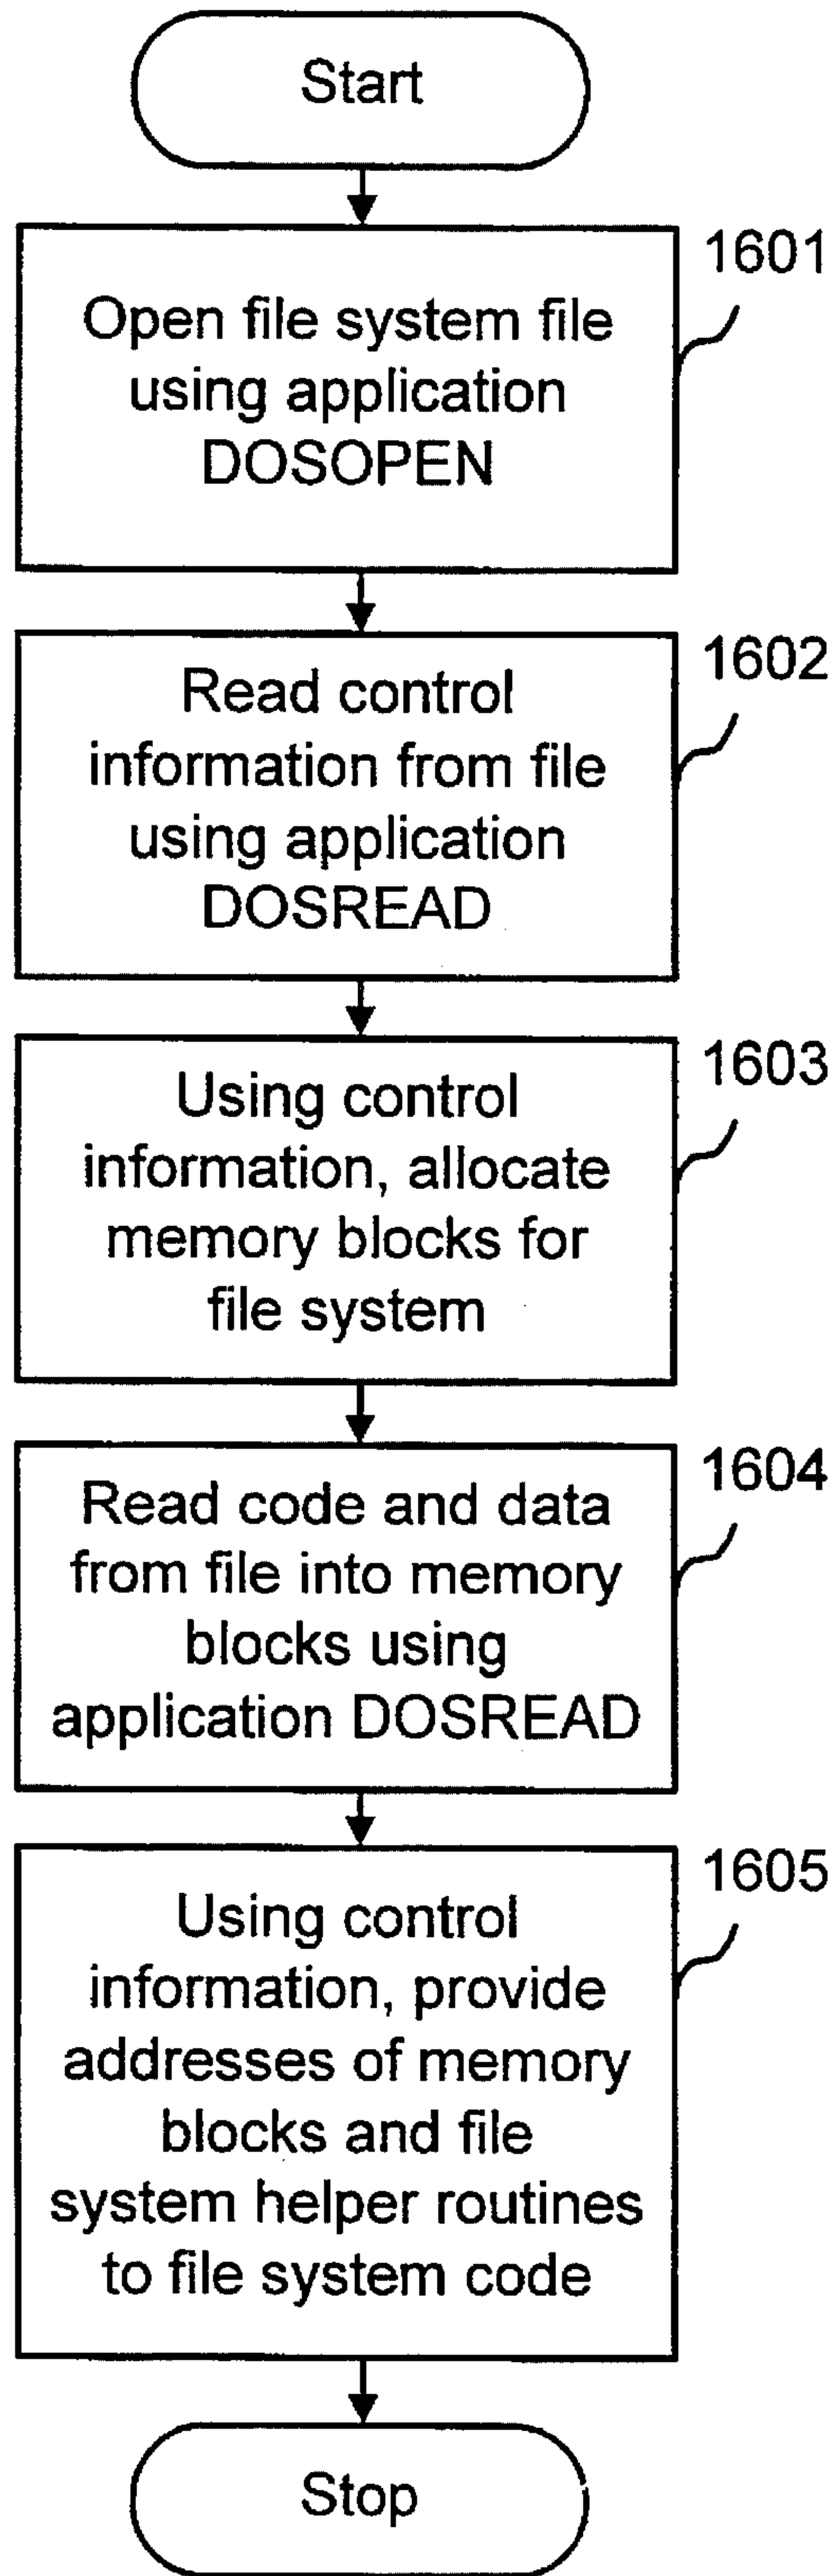 Start
1601
Open file system file
using application
DOSOPEN
1602
Read control
information from file
using application
DOSREAD
1603
Using control
information, allocate
memory blocks for
file system
1604
Read code and data
from file into memory
blocks using
application DOSREAD
1605
Using control
information, provide
addresses of memory
blocks and file
system helper routines
to file system code
Stop